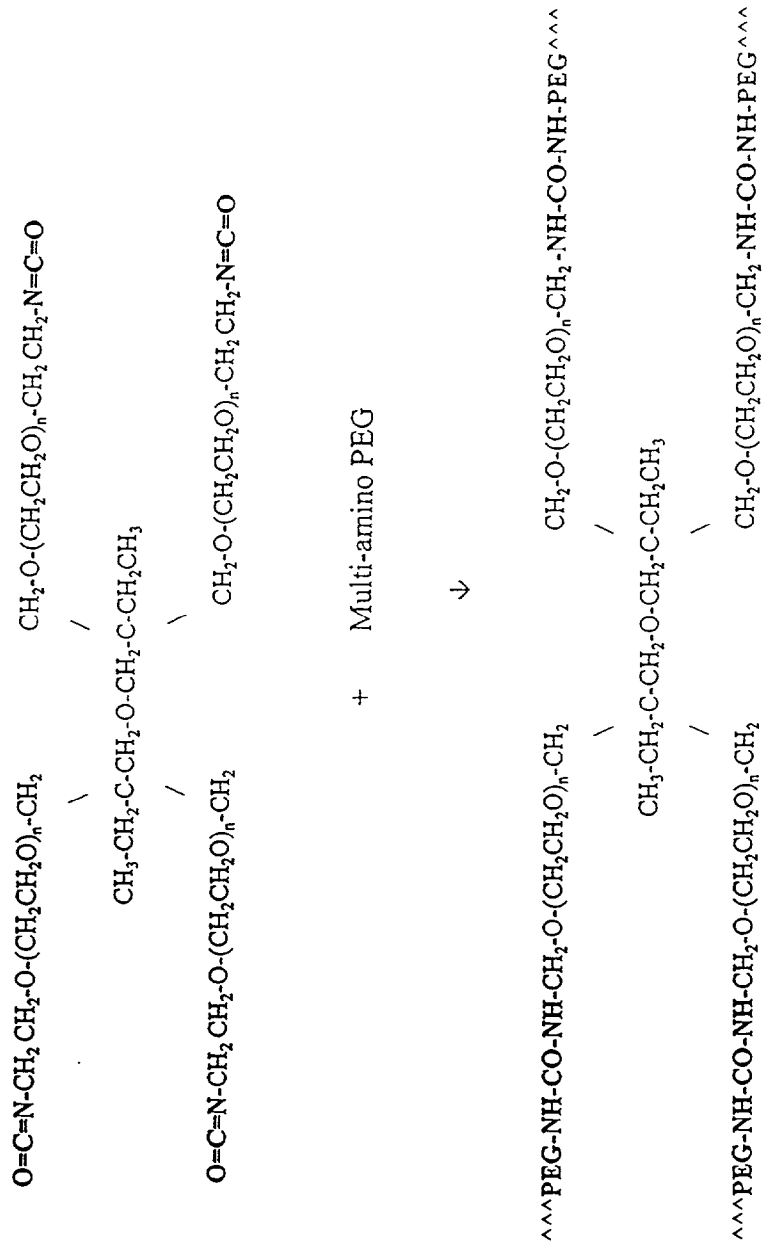 O=C=N-CH₂ CH₂-O-(CH₂CH₂O)ₙ-CH₂ CH₂-O-(CH₂CH₂O)ₙ-CH₂ CH₂-N=C=O
\ /
CH₃-CH₂-C-CH₂-O-CH₂-C-CH₂CH₃
/ \
O=C=N-CH₂ CH₂-O-(CH₂CH₂O)ₙ-CH₂ CH₂-O-(CH₂CH₂O)ₙ-CH₂ CH₂-N=C=O
+ Multi-amino PEG
↓
^^^PEG-NH-CO-NH-CH₂-O-(CH₂CH₂O)ₙ-CH₂ CH₂-O-(CH₂CH₂O)ₙ-CH₂ -NH-CO-NH-PEG^^^
\ /
CH₃-CH₂-C-CH₂-O-CH₂-C-CH₂CH₃
/ \
^^^PEG-NH-CO-NH-CH₂-O-(CH₂CH₂O)ₙ-CH₂ CH₂-O-(CH₂CH₂O)ₙ-CH₂ -NH-CO-NH-PEG^^^